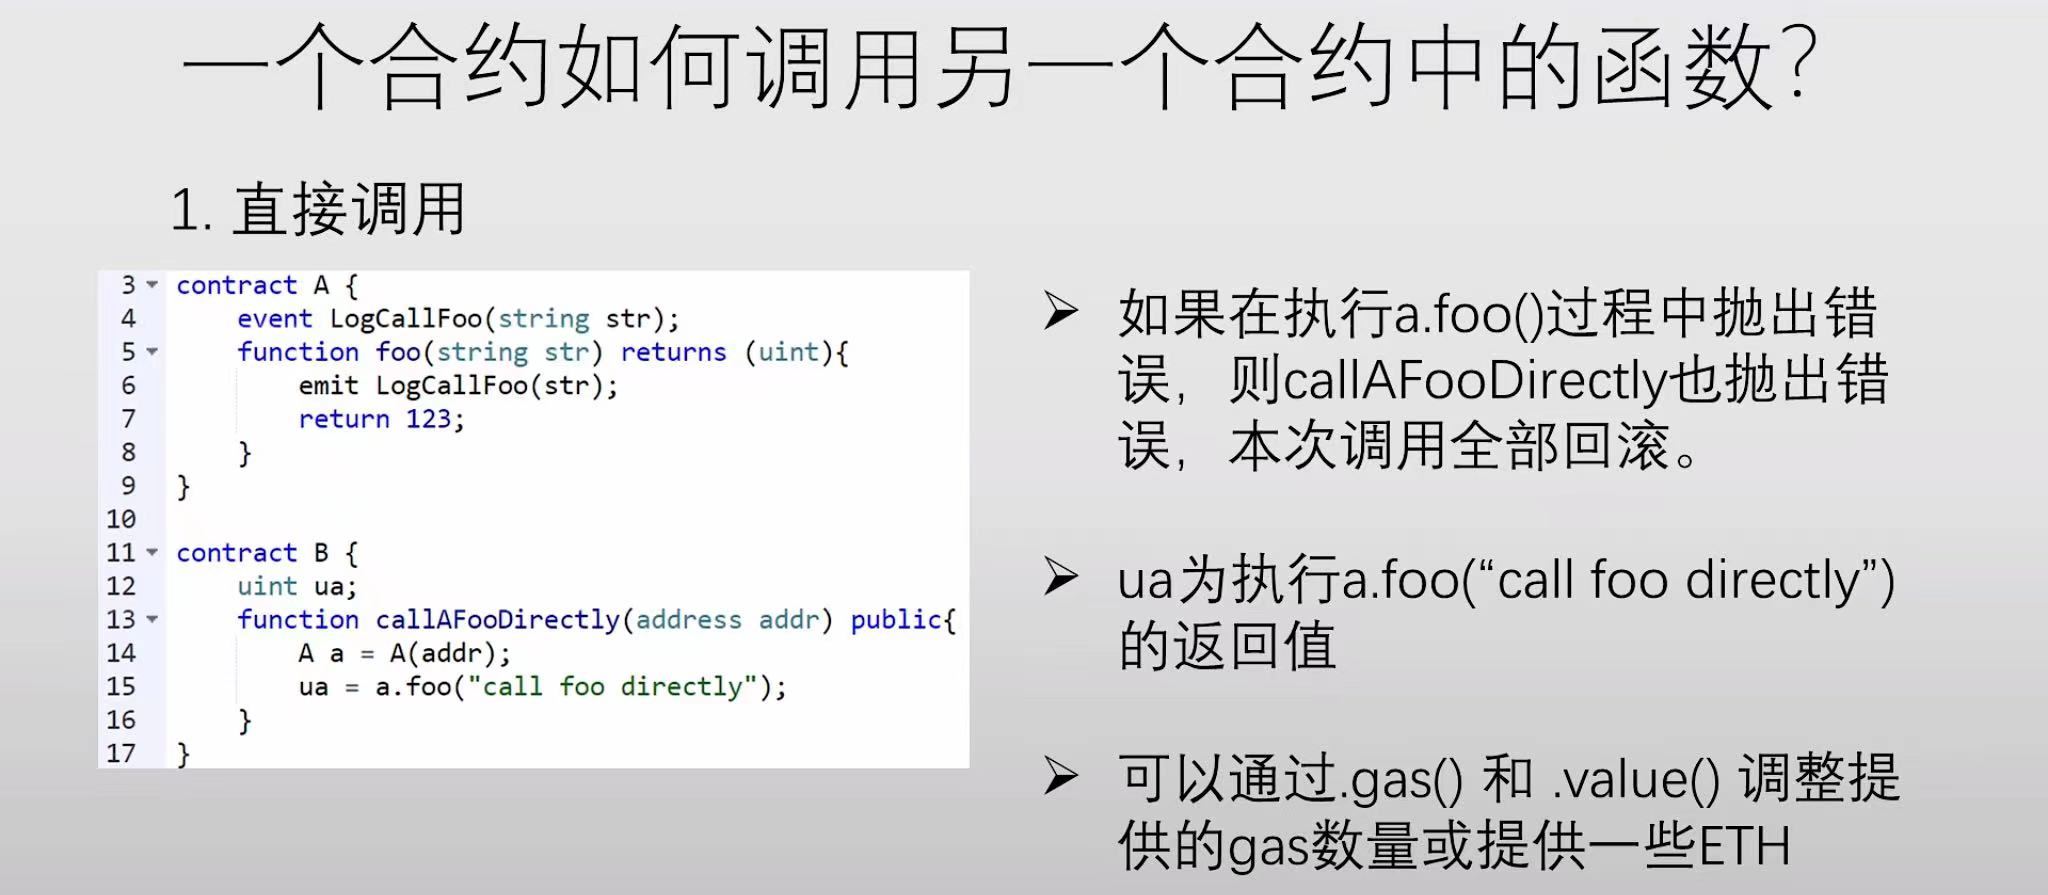 一个合约如何调用另一个合约中的函数?
1. 直接调用
3 contract A {
4 event LogCallFoo(string str);
5 function foo(string str) returns (uint){
6 emit LogCallFoo(str);
7 return 123;
8 }
9 }
10
11 contract B {
12 uint ua;
13 function callAFooDirectly(address addr) public{
14 A a = A(addr);
15 ua = a.foo("call foo directly");
16 }
17 }
➢ 如果在执行a.foo()过程中抛出错
误，则callAFooDirectly也抛出错
误，本次调用全部回滚。
➢ ua为执行a.foo(“call foo directly”)
的返回值
➢ 可以通过.gas() 和 .value() 调整提
供的gas数量或提供一些ETH